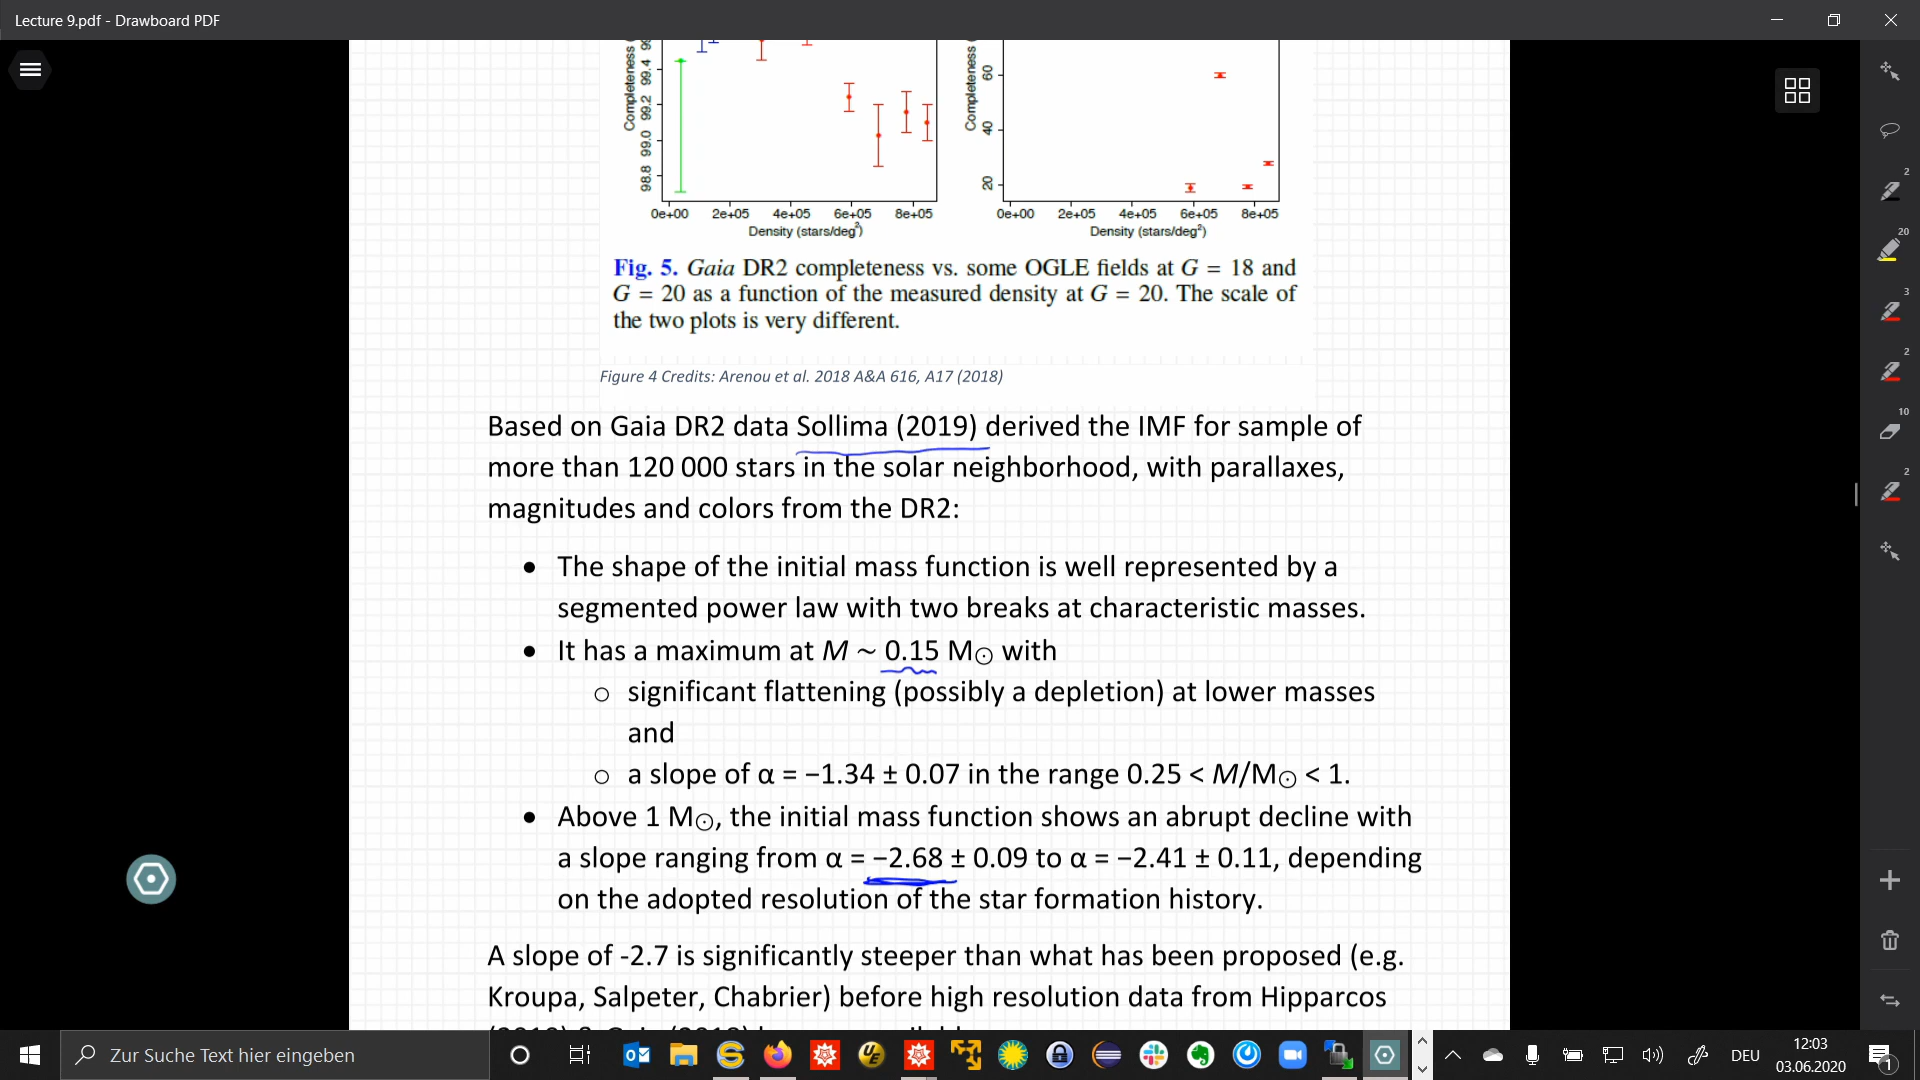 Lecture 9.pdf - Drawboard PDF
Completeness
98.8 99.0 99.2 99.4
0e+00 2e+05 4e+05 6e+05 8e+05
Density (stars/deg²)
Completeness
20 40 60
0e+00 2e+05 4e+05 6e+05 8e+05
Density (stars/deg²)
Fig. 5. Gaia DR2 completeness vs. some OGLE fields at G = 18 and
G = 20 as a function of the measured density at G = 20. The scale of
the two plots is very different.
Figure 4 Credits: Arenou et al. 2018 A&A 616, A17 (2018)
Based on Gaia DR2 data Sollima (2019) derived the IMF for sample of
more than 120 000 stars in the solar neighborhood, with parallaxes,
magnitudes and colors from the DR2:
• The shape of the initial mass function is well represented by a
segmented power law with two breaks at characteristic masses.
• It has a maximum at M ~ 0.15 M⊙ with
o significant flattening (possibly a depletion) at lower masses
and
o a slope of α = −1.34 ± 0.07 in the range 0.25 < M/M⊙ < 1.
• Above 1 M⊙, the initial mass function shows an abrupt decline with
a slope ranging from α = −2.68 ± 0.09 to α = −2.41 ± 0.11, depending
on the adopted resolution of the star formation history.
A slope of -2.7 is significantly steeper than what has been proposed (e.g.
Kroupa, Salpeter, Chabrier) before high resolution data from Hipparcos
2
20
3
2
10
2
Zur Suche Text hier eingeben
DEU
12:03
03.06.2020
1